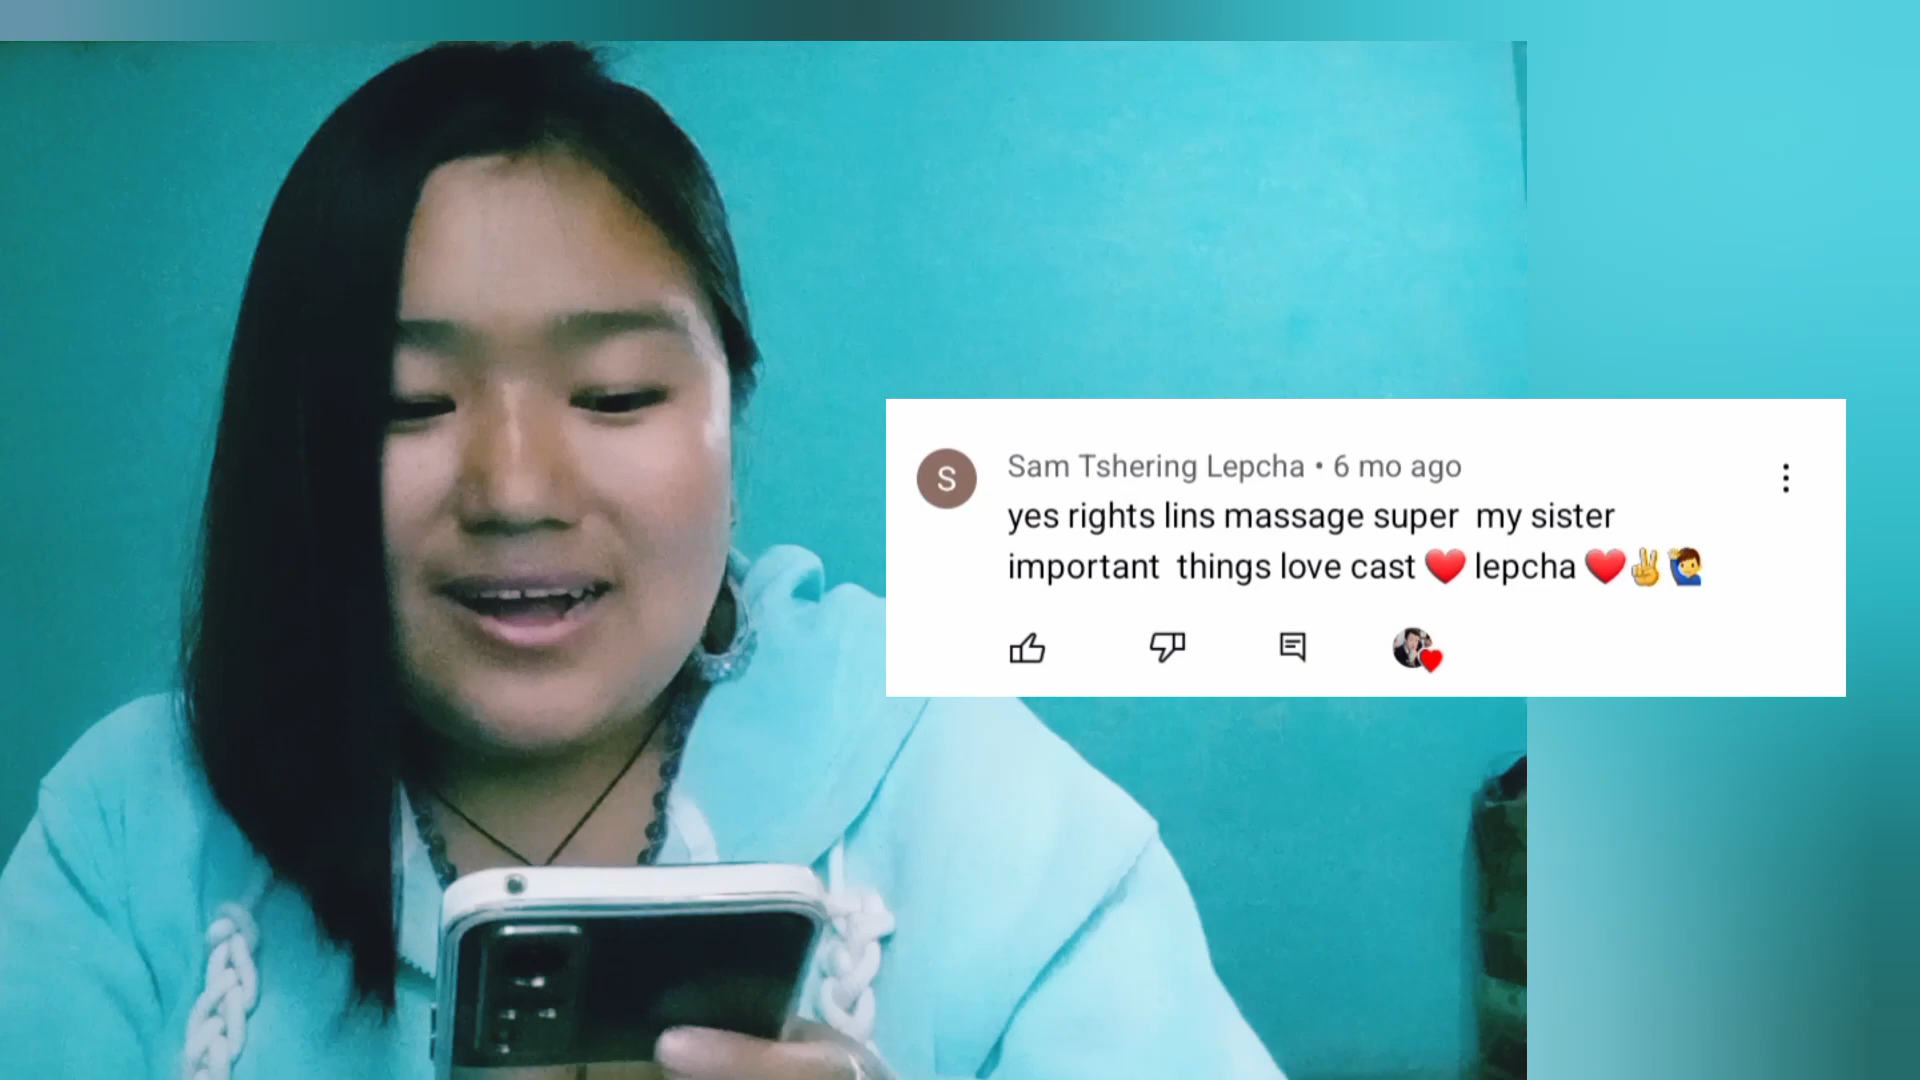 S
Sam Tshering Lepcha • 6 mo ago
yes rights lins massage super my sister
important things love cast ❤️ lepcha ❤️✌️🙋‍♂️